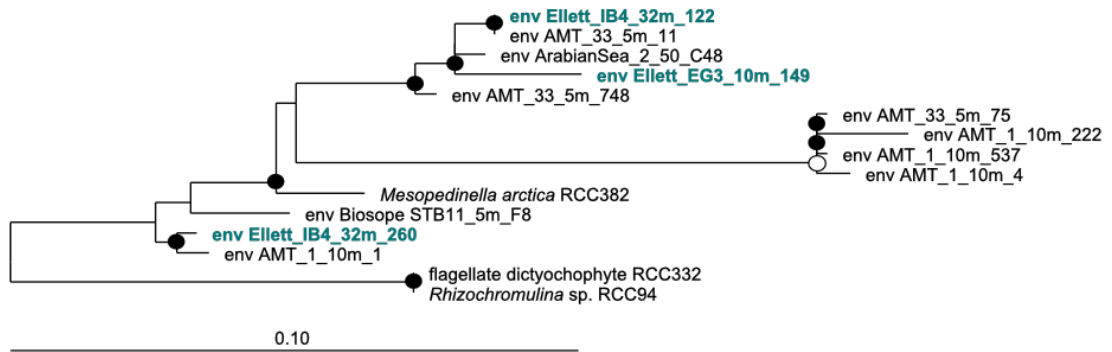 env Ellett_IB4_32m_122
env AMT_33_5m_11
env ArabianSea_2_50_C48
env Ellett_EG3_10m_149
env AMT_33_5m_748
env AMT_33_5m_75
env AMT_1_10m_222
env AMT_1_10m_537
env AMT_1_10m_4
Mesopedinella arctica RCC382
env Biosope STB11_5m_F8
env Ellett_IB4_32m_260
env AMT_1_10m_1
flagellate dictyochophyte RCC332
Rhizochromulina sp. RCC94
0.10